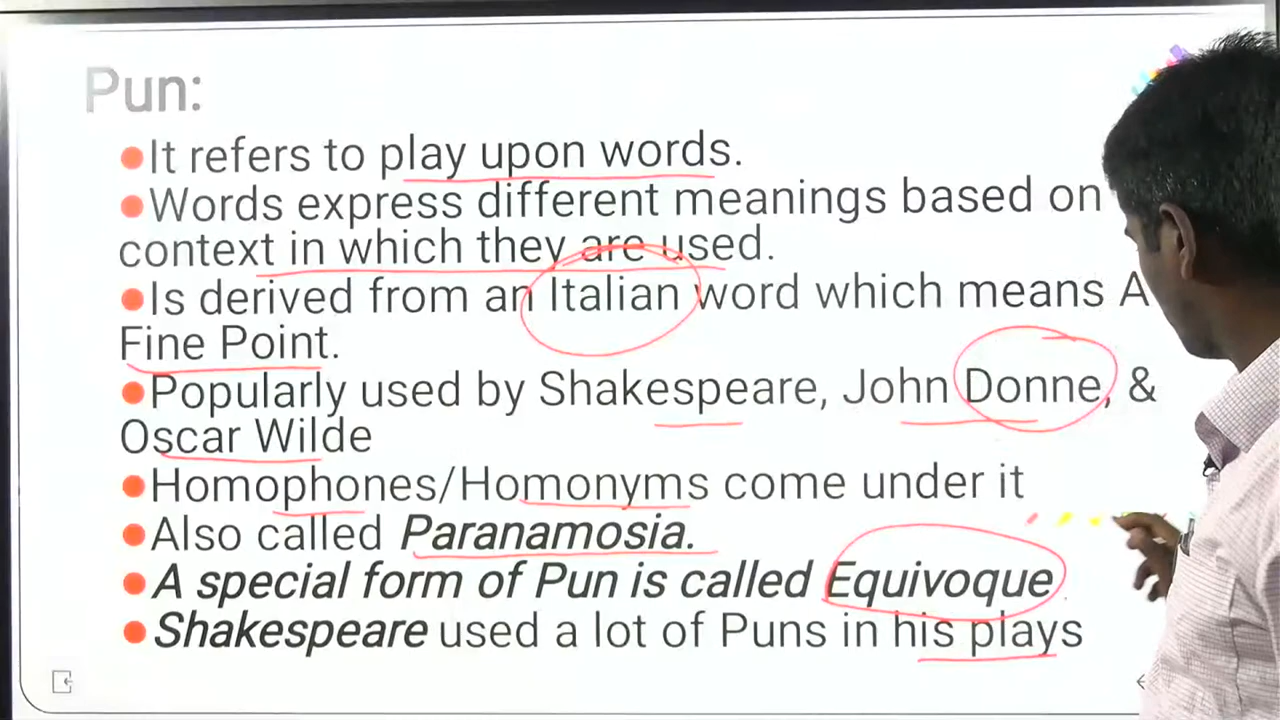 Pun:
●It refers to play upon words.
●Words express different meanings based on
context in which they are used.
●Is derived from an Italian word which means A
Fine Point.
●Popularly used by Shakespeare, John Donne, &
Oscar Wilde
●Homophones/Homonyms come under it
●Also called Paranamosia.
●A special form of Pun is called Equivoque
●Shakespeare used a lot of Puns in his plays